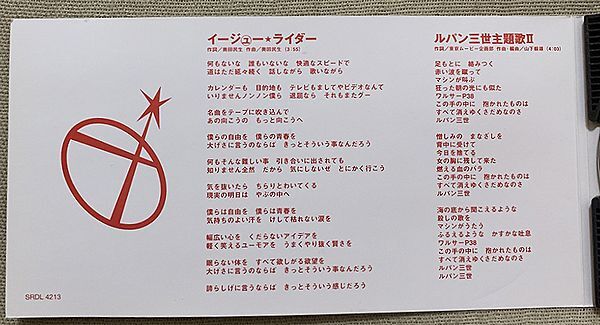 イージュー★ライダー
作詞／奥田民生 作曲／奥田民生 (3:55)
何もないな 誰もいないな 快適なスピードで
道はただ延々続く 話しながら 歌いながら
カレンダーも 目的地も テレビもましてやビデオなんて
いりませんノンノン僕ら 退屈なら それもまたグー
名曲をテープに吹き込んで
あの向こうの もっと向こうへ
僕らの自由を 僕らの青春を
大げさに言うのならば きっとそういう事なんだろう
何もそんな難しい事 引き合いに出されても
知りません全然 だから 気にしないぜ とにかく行こう
気を抜いたら ちらりとわいてくる
現実の明日は やぶの中へ
僕らは自由を 僕らは青春を
気持ちのよい汗を けして枯れない涙を
幅広い心を くだらないアイデアを
軽く笑えるユーモアを うまくやり抜く賢さを
眠らない体を すべて欲しがる欲望を
大げさに言うのならば きっとそういう事なんだろう
誇らしげに言うならば きっとそういう感じだろう
SRDL 4213
ルパン三世主題歌II
作詞／東京ムービー企画部 作曲・編曲／山下毅雄 (4:03)
足もとに 絡みつく
赤い波を蹴って
マシンが叫ぶ
狂った朝の光にも似た
ワルサーP38
この手の中に 抱かれたものは
すべて消えゆくさだめなのさ
ルパン三世
憎しみの まなざしを
背中に受けて
今日を捨てる
女の胸に残して来た
燃える血のバラ
この手の中に 抱かれたものは
すべて消えゆくさだめなのさ
ルパン三世
海の底から聞こえるような
殺しの歌を
マシンがうたう
ふるえるような かすかな吐息
ワルサーP38
この手の中に 抱かれたものは
すべて消えゆくさだめなのさ
ルパン三世
ルパン三世